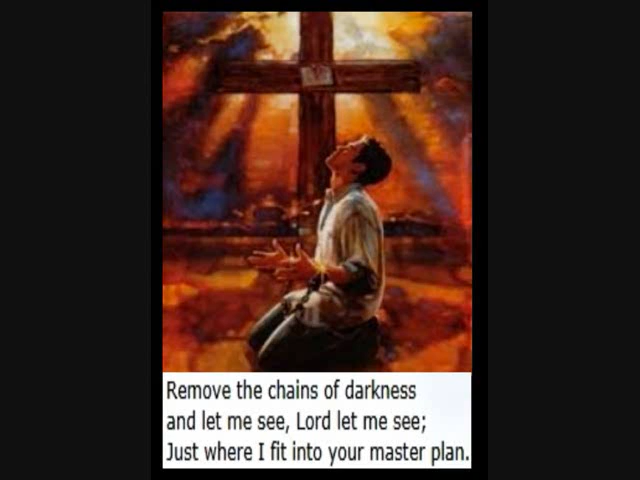 Remove the chains of darkness
and let me see, Lord let me see;
Just where I fit into your master plan.